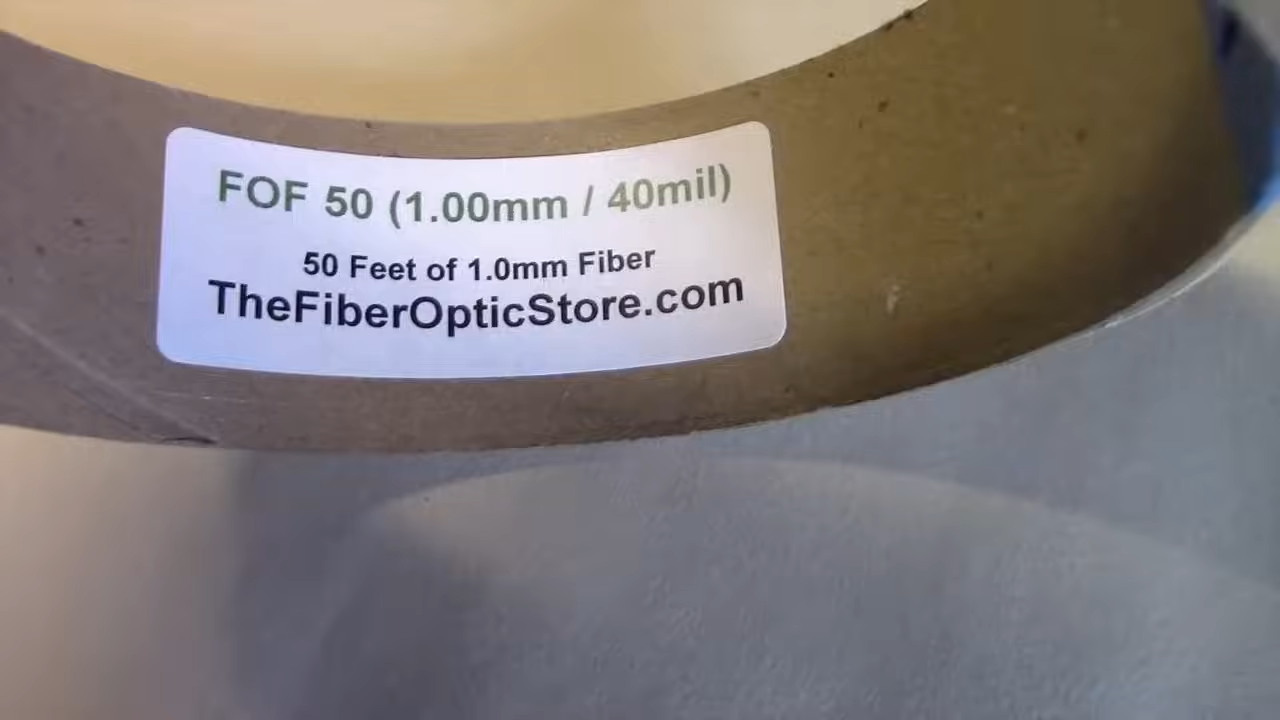 FOF 50 (1.00mm / 40mil)
50 Feet of 1.0mm Fiber
TheFiberOpticStore.com